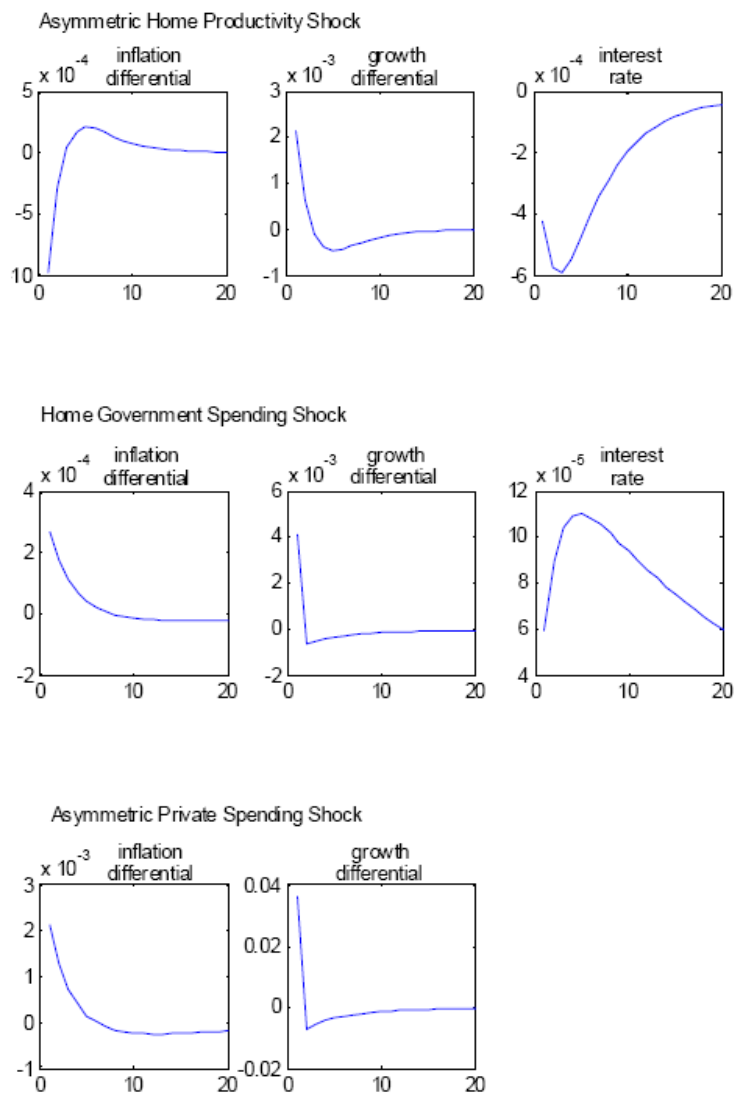 Asymmetric Home Productivity Shock
inflation
differential
x 10^-4
5
0
-5
10
0
10
20
growth
differential
x 10^-3
3
2
1
0
-1
0
10
20
interest
rate
x 10^-4
0
-2
-4
-6
0
10
20
Home Government Spending Shock
inflation
differential
x 10^-4
4
2
0
-2
0
10
20
growth
differential
x 10^-3
6
4
2
0
-2
0
10
20
interest
rate
x 10^-5
12
10
8
6
4
0
10
20
Asymmetric Private Spending Shock
inflation
differential
x 10^-3
3
2
1
0
-1
0
10
20
growth
differential
0.04
0.02
0
-0.02
0
10
20